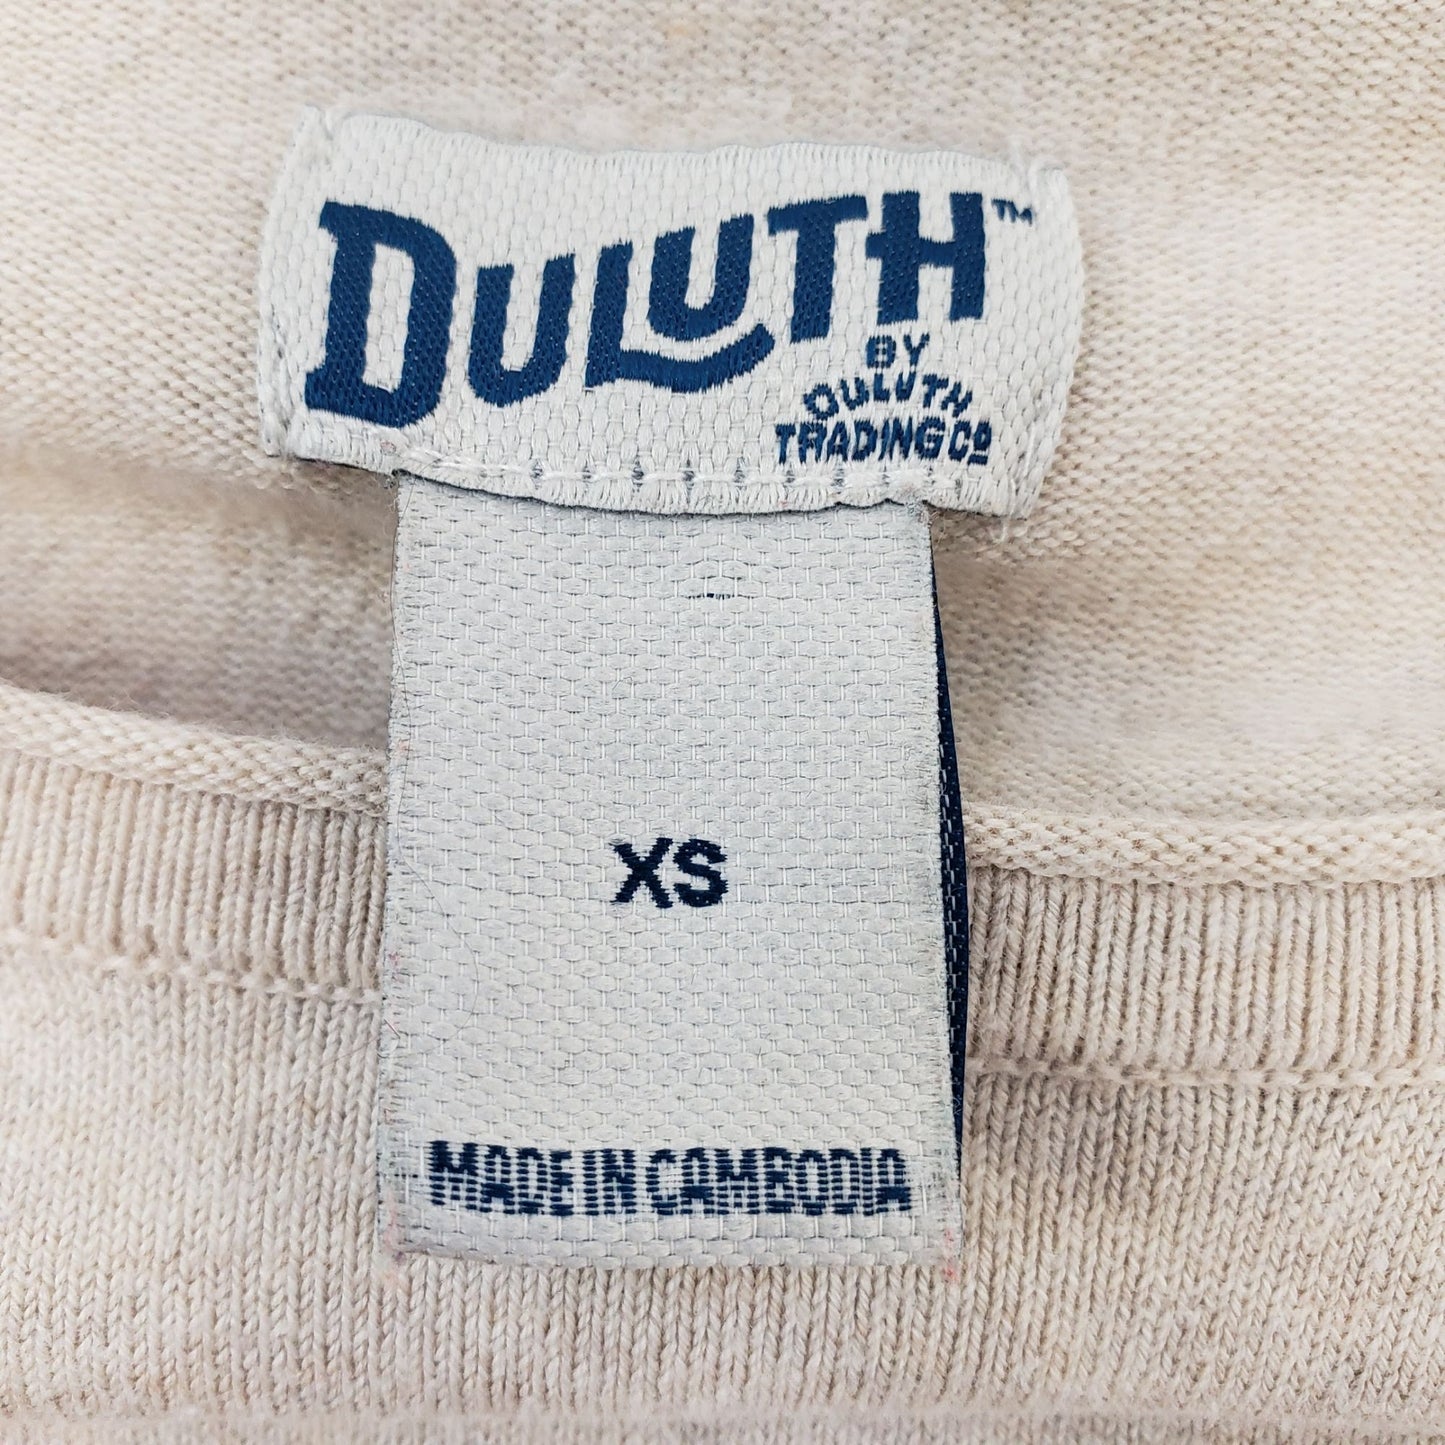 DULUTH™
BY
DULUTH
TRADING Co
XS
MADE IN CAMBODIA